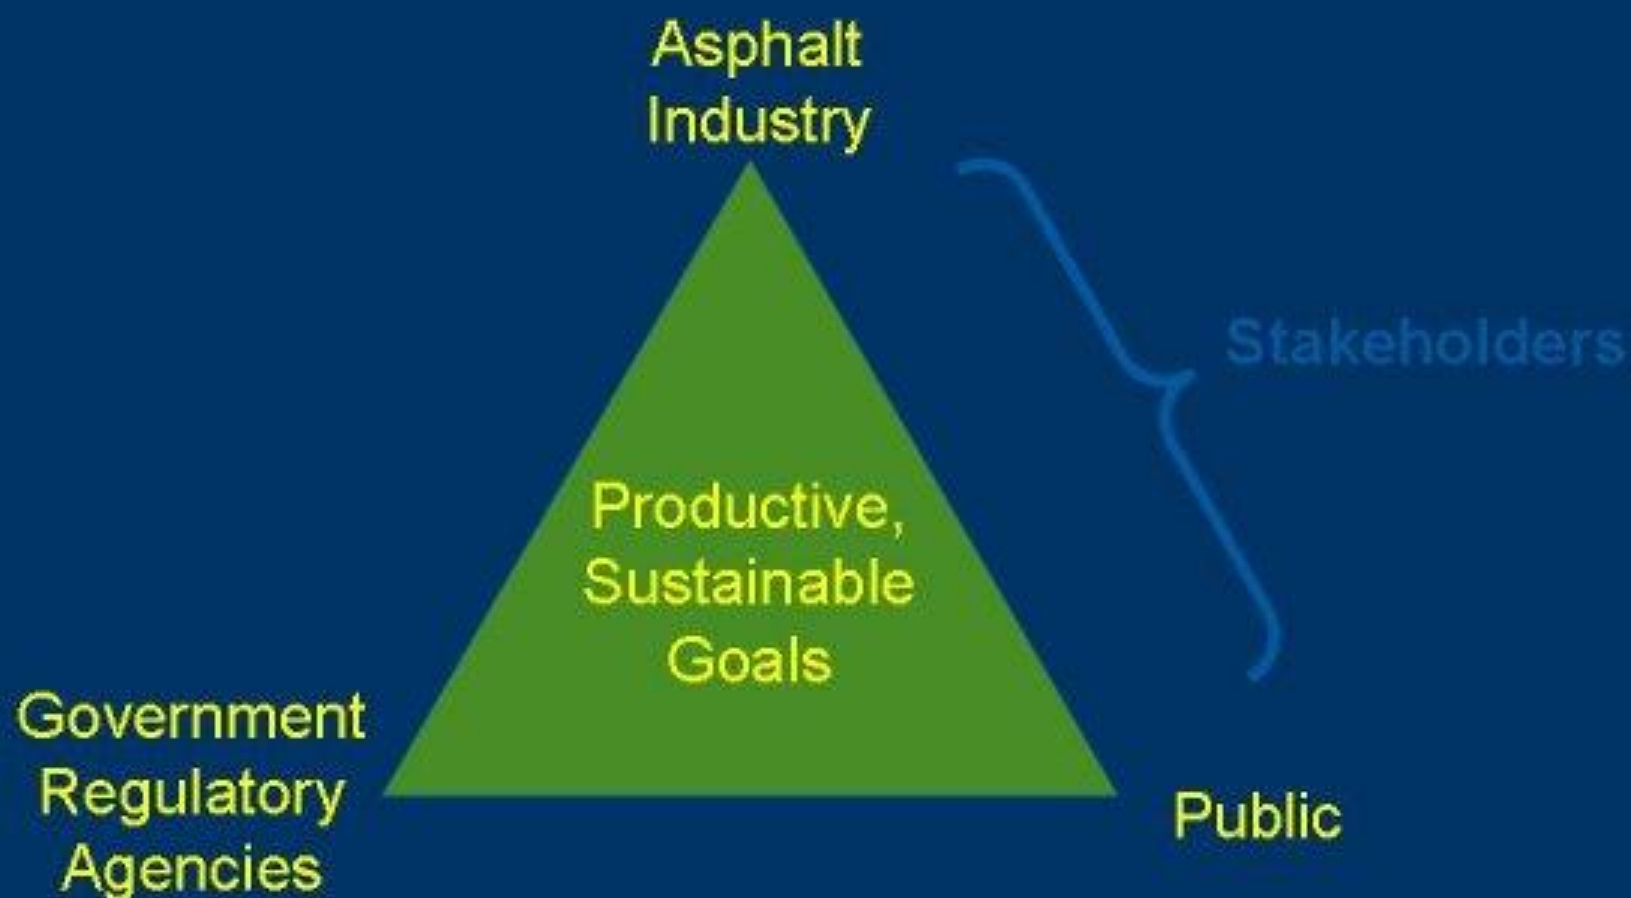 Asphalt
Industry
Stakeholders
Productive,
Sustainable
Goals
Government
Regulatory
Agencies
Public